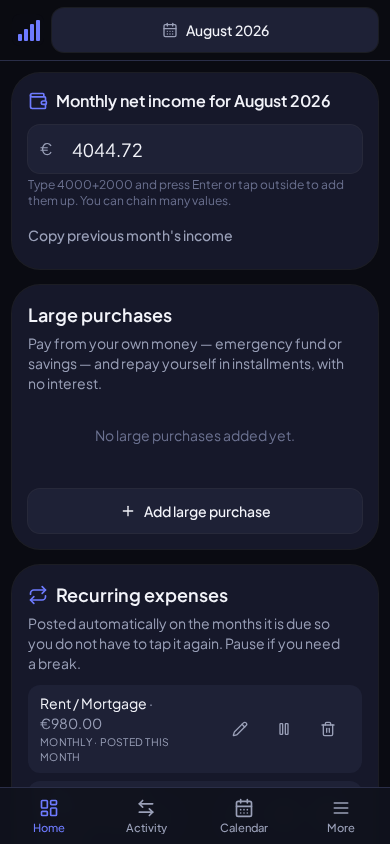 August 2026
Monthly net income for August 2026
€ 4044.72
Type 4000+2000 and press Enter or tap outside to add
them up. You can chain many values.
Copy previous month's income
Large purchases
Pay from your own money — emergency fund or
savings — and repay yourself in installments, with
no interest.
No large purchases added yet.
Add large purchase
Recurring expenses
Posted automatically on the months it is due so
you do not have to tap it again. Pause if you need
a break.
Rent / Mortgage ·
€980.00
MONTHLY · POSTED THIS
MONTH
Home Activity Calendar More